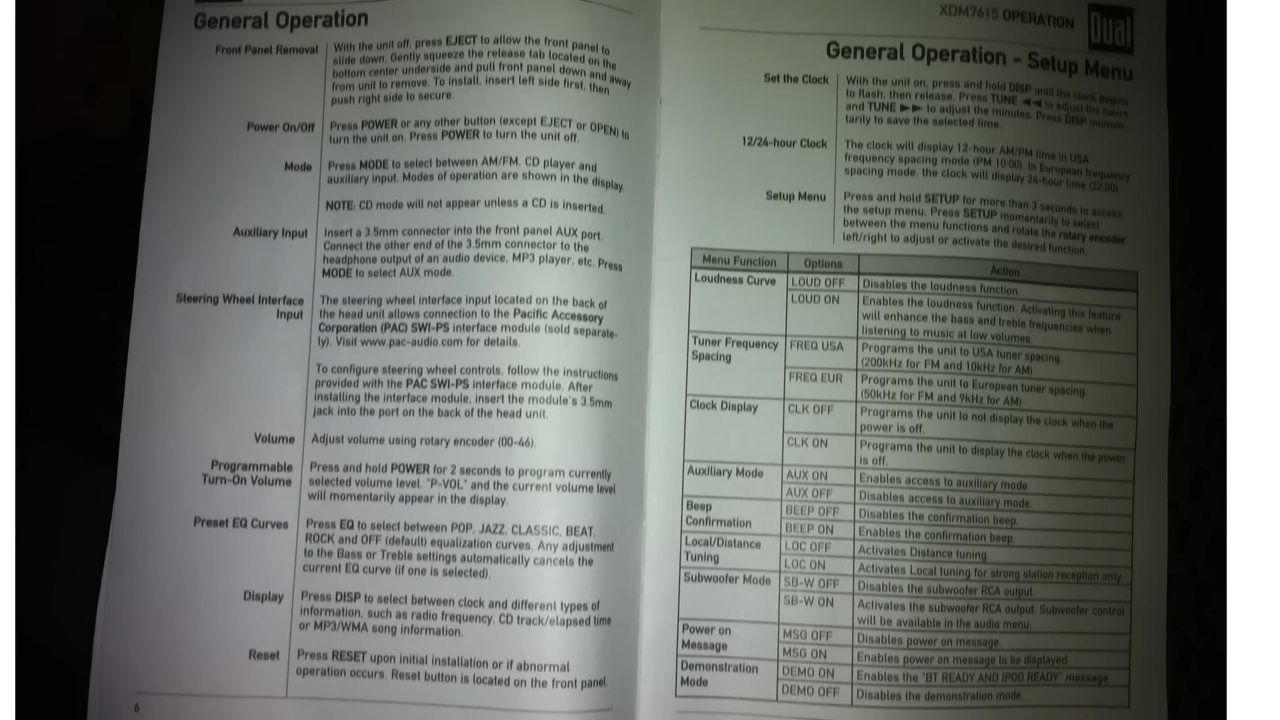 General Operation
Front Panel Removal
With the unit off, press EJECT to allow the front panel to
slide down. Gently squeeze the release tab located on the
bottom center underside and pull front panel down and away
from unit to remove. To install, insert left side first, then
push right side to secure.
Power On/Off
Press POWER or any other button (except EJECT or OPEN) to
turn the unit on. Press POWER to turn the unit off.
Mode
Press MODE to select between AM/FM, CD player and
auxiliary input. Modes of operation are shown in the display.
NOTE: CD mode will not appear unless a CD is inserted.
Auxiliary Input
Insert a 3.5mm connector into the front panel AUX port.
Connect the other end of the 3.5mm connector to the
headphone output of an audio device, MP3 player, etc. Press
MODE to select AUX mode.
Steering Wheel Interface
Input
The steering wheel interface input located on the back of
the head unit allows connection to the Pacific Accessory
Corporation (PAC) SWI-PS interface module (sold separate-
ly). Visit www.pac-audio.com for details.
To configure steering wheel controls, follow the instructions
provided with the PAC SWI-PS interface module. After
installing the interface module, insert the module's 3.5mm
jack into the port on the back of the head unit.
Volume
Adjust volume using rotary encoder (00-46).
Programmable
Turn-On Volume
Press and hold POWER for 2 seconds to program currently
selected volume level. "P-VOL" and the current volume level
will momentarily appear in the display.
Preset EQ Curves
Press EQ to select between POP, JAZZ, CLASSIC, BEAT,
ROCK and OFF (default) equalization curves. Any adjustment
to the Bass or Treble settings automatically cancels the
current EQ curve (if one is selected).
Display
Press DISP to select between clock and different types of
information, such as radio frequency, CD track/elapsed time
or MP3/WMA song information.
Reset
Press RESET upon initial installation or if abnormal
operation occurs. Reset button is located on the front panel.
6
XDM7615 OPERATION
Dual
General Operation - Setup Menu
Set the Clock
With the unit on, press and hold DISP until the clock begins
to flash, then release. Press TUNE ◄◄ to adjust the hours
and TUNE ►► to adjust the minutes. Press DISP momen-
tarily to save the selected time.
12/24-hour Clock
The clock will display 12-hour AM/PM time in USA
frequency spacing mode (PM 10:00). In European frequency
spacing mode, the clock will display 24-hour time (22:00).
Setup Menu
Press and hold SETUP for more than 3 seconds to access
the setup menu. Press SETUP momentarily to select
between the menu functions and rotate the rotary encoder
left/right to adjust or activate the desired function.
Menu Function Options Action
Loudness Curve LOUD OFF Disables the loudness function.
LOUD ON Enables the loudness function. Activating this feature
will enhance the bass and treble frequencies when
listening to music at low volumes.
Tuner Frequency
Spacing
FREQ USA Programs the unit to USA tuner spacing.
(200kHz for FM and 10kHz for AM)
FREQ EUR Programs the unit to European tuner spacing.
(50kHz for FM and 9kHz for AM)
Clock Display CLK OFF Programs the unit to not display the clock when the
power is off.
CLK ON Programs the unit to display the clock when the power
is off.
Auxiliary Mode AUX ON Enables access to auxiliary mode.
AUX OFF Disables access to auxiliary mode.
Beep
Confirmation
BEEP OFF Disables the confirmation beep.
BEEP ON Enables the confirmation beep.
Local/Distance
Tuning
LOC OFF Activates Distance tuning.
LOC ON Activates Local tuning for strong station reception only.
Subwoofer Mode SB-W OFF Disables the subwoofer RCA output.
SB-W ON Activates the subwoofer RCA output. Subwoofer control
will be available in the audio menu.
Power on
Message
MSG OFF Disables power on message.
MSG ON Enables power on message to be displayed.
Demonstration
Mode
DEMO ON Enables the "BT READY AND IPOD READY" message
DEMO OFF Disables the demonstration mode.